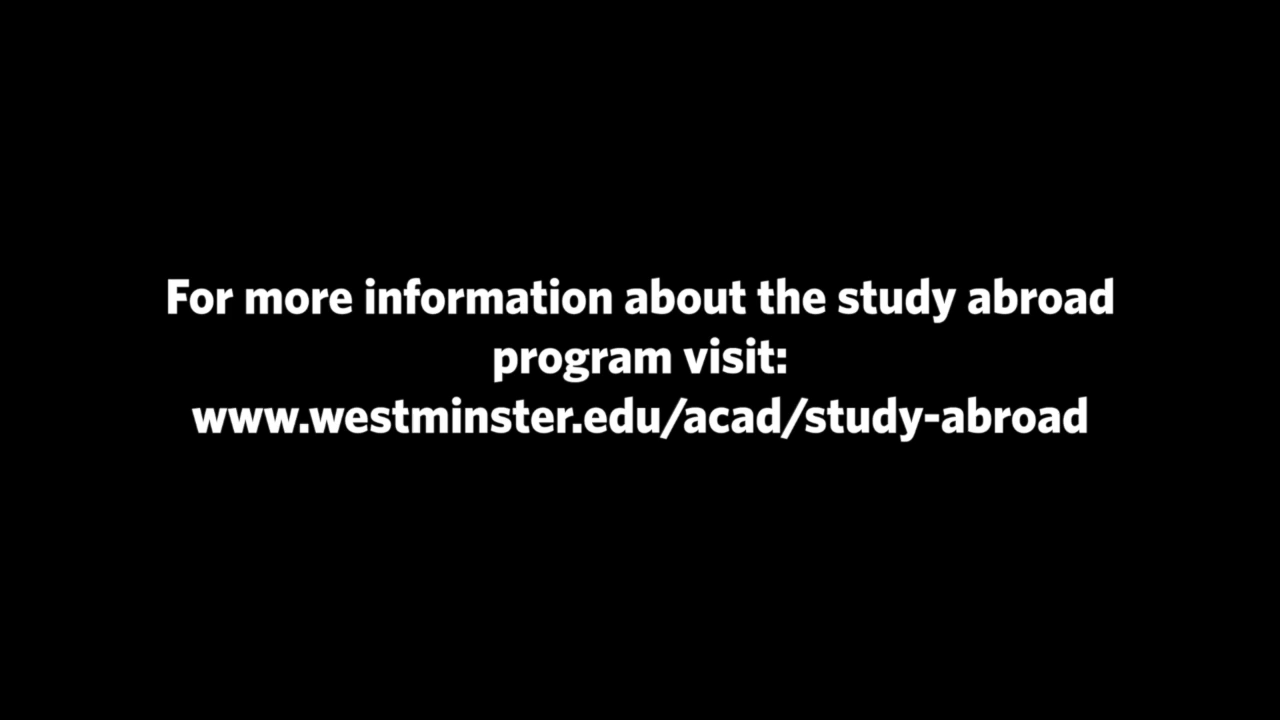 For more information about the study abroad
program visit:
www.westminster.edu/acad/study-abroad